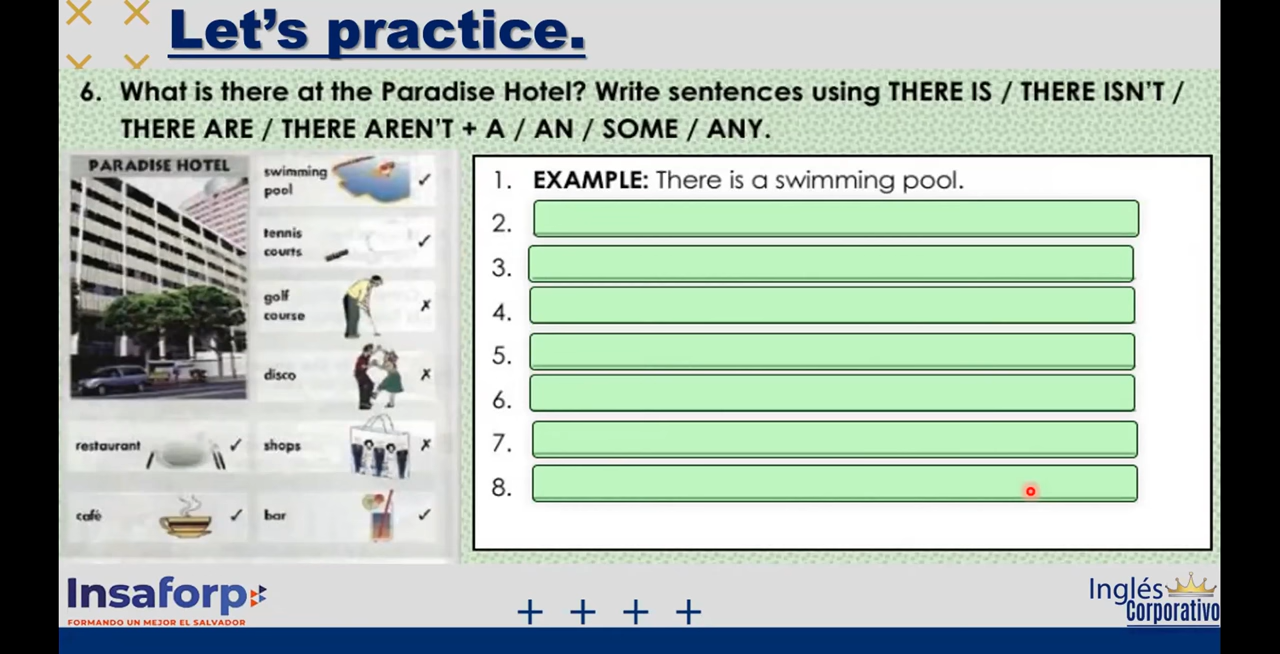 Let's practice.
6. What is there at the Paradise Hotel? Write sentences using THERE IS / THERE ISN'T /
THERE ARE / THERE AREN'T + A / AN / SOME / ANY.
PARADISE HOTEL
swimming
pool
✓
tennis
courts
✓
golf
course
✗
disco
✗
restaurant
✓
shops
✗
café
✓
bar
✓
1. EXAMPLE: There is a swimming pool.
2.
3.
4.
5.
6.
7.
8.
Insaforp
FORMANDO UN MEJOR EL SALVADOR
Inglés
Corporativo